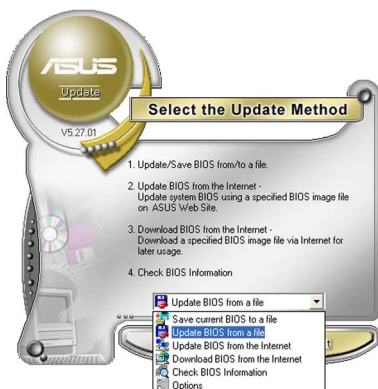 ASUS
Update
V5.27.01
Select the Update Method
1. Update/Save BIOS from/to a file.
2. Update BIOS from the Internet -
Update system BIOS using a specified BIOS image file
on ASUS Web Site.
3. Download BIOS from the Internet -
Download a specified BIOS image file via Internet for
later usage.
4. Check BIOS Information
Update BIOS from a file
Save current BIOS to a file
Update BIOS from a file
Update BIOS from the Internet
Download BIOS from the Internet
Check BIOS Information
Options